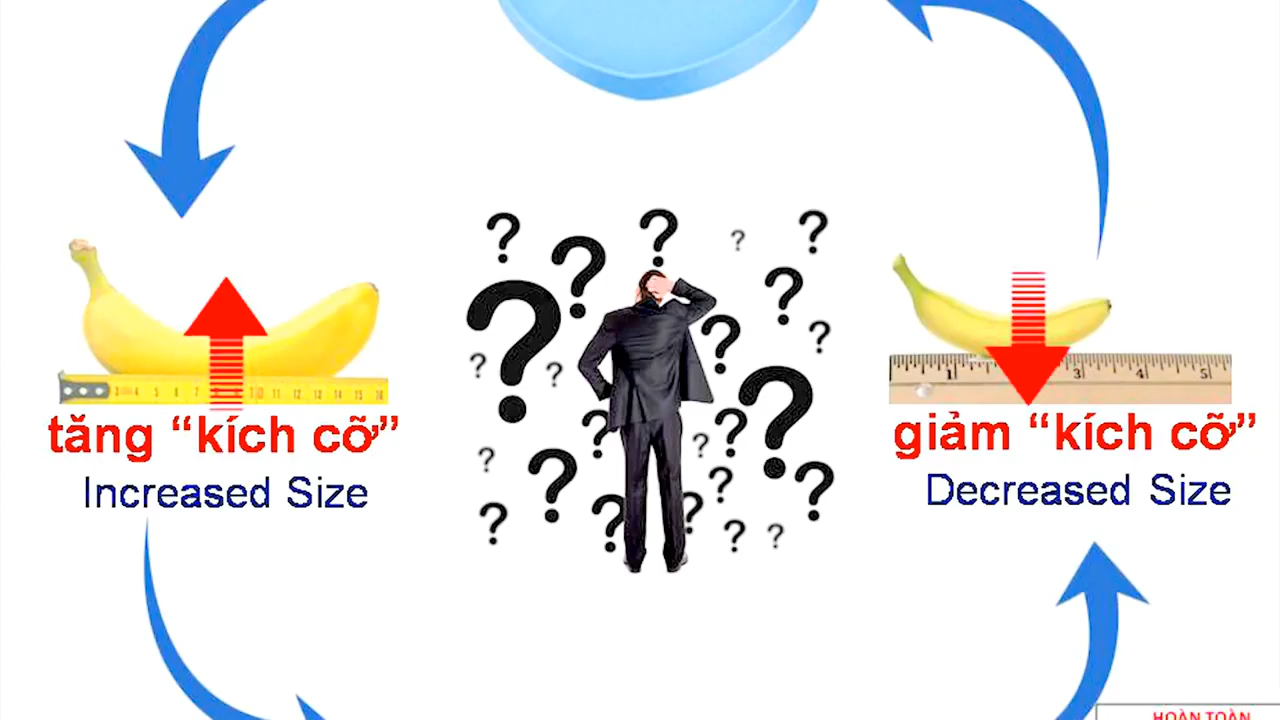 tăng “kích cỡ”
Increased Size
giảm “kích cỡ”
Decreased Size
HOÀN TOÀN